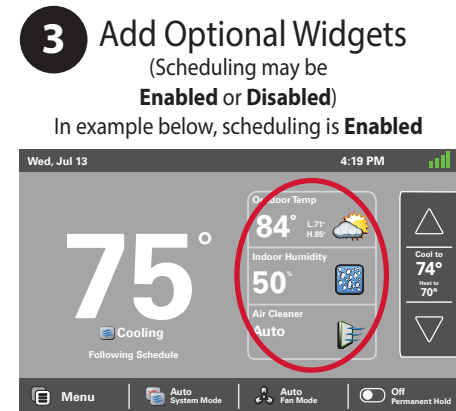 3 Add Optional Widgets
(Scheduling may be
Enabled or Disabled)
In example below, scheduling is Enabled
Wed, Jul 13 4:19 PM
Outdoor Temp
84° L.71°
H.85°
Indoor Humidity
50%
Air Cleaner
Auto
75°
Cooling
Following Schedule
Cool to
74°
Heat to
70°
Menu
Auto
System Mode
Auto
Fan Mode
Off
Permanent Hold